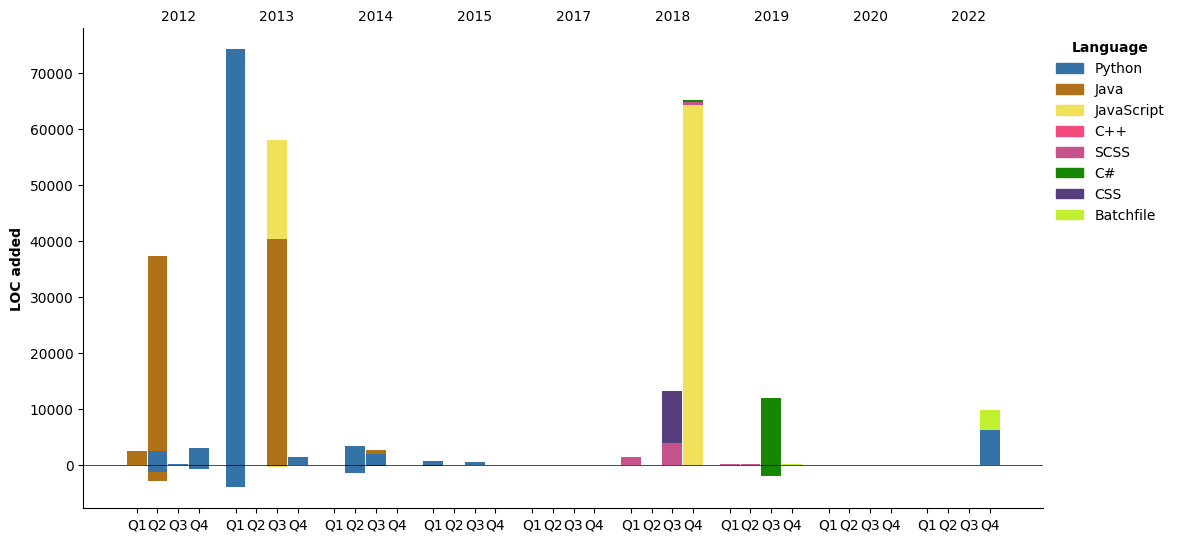 2012 2013 2014 2015 2017 2018 2019 2020 2022
Language
Python
Java
JavaScript
C++
SCSS
C#
CSS
Batchfile
LOC added
70000
60000
50000
40000
30000
20000
10000
0
Q1 Q2 Q3 Q4 Q1 Q2 Q3 Q4 Q1 Q2 Q3 Q4 Q1 Q2 Q3 Q4 Q1 Q2 Q3 Q4 Q1 Q2 Q3 Q4 Q1 Q2 Q3 Q4 Q1 Q2 Q3 Q4 Q1 Q2 Q3 Q4